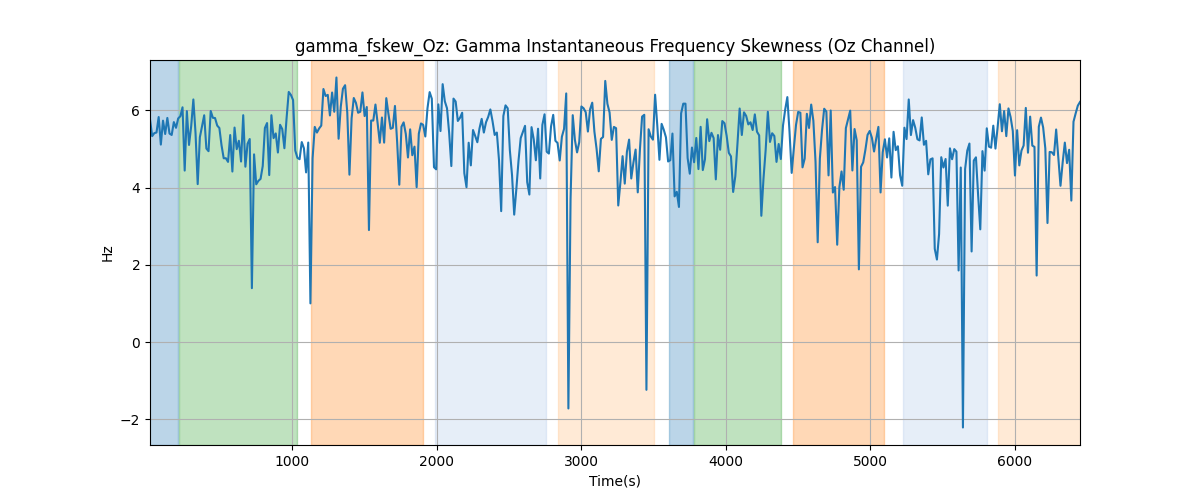 gamma_fskew_Oz: Gamma Instantaneous Frequency Skewness (Oz Channel)
6
4
2
0
−2
Hz
1000 2000 3000 4000 5000 6000
Time(s)